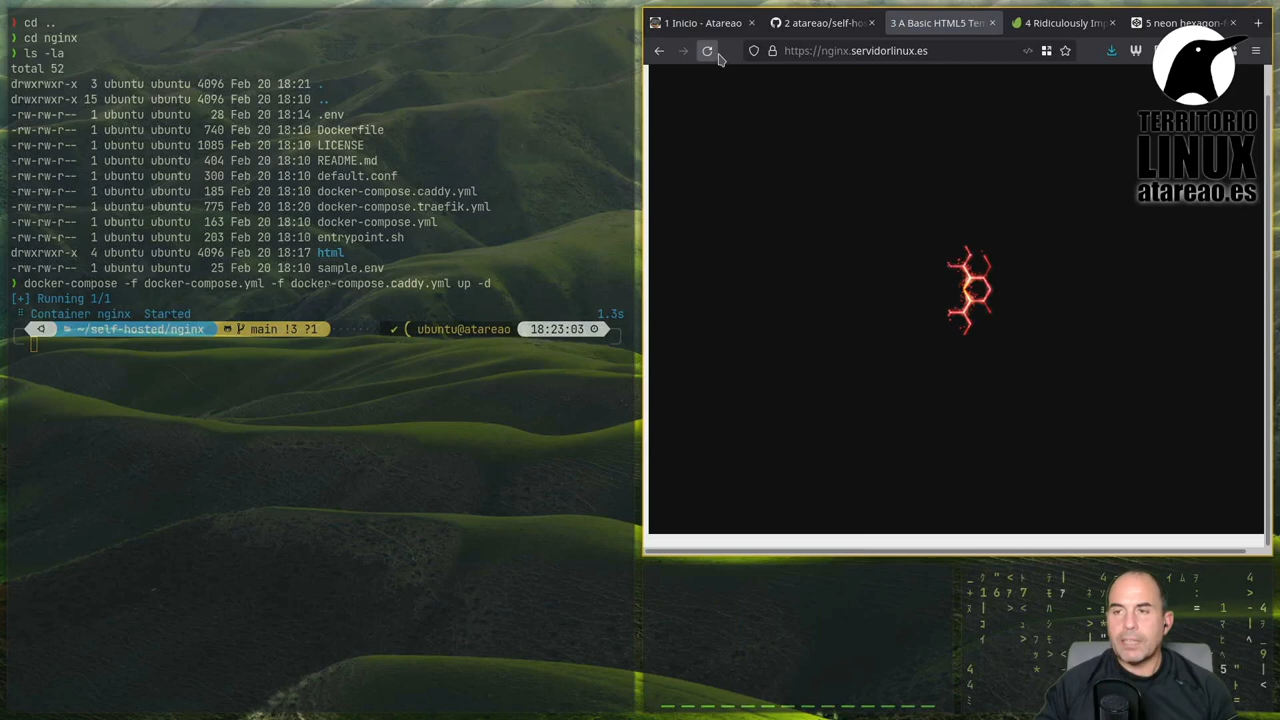 ❯ cd ..
❯ cd nginx
❯ ls -la
total 52
drwxrwxr-x  3 ubuntu ubuntu 4096 Feb 20 18:21 .
drwxrwxr-x 15 ubuntu ubuntu 4096 Feb 20 18:10 ..
-rw-rw-r--  1 ubuntu ubuntu   28 Feb 20 18:14 .env
-rw-rw-r--  1 ubuntu ubuntu  740 Feb 20 18:10 Dockerfile
-rw-rw-r--  1 ubuntu ubuntu 1085 Feb 20 18:10 LICENSE
-rw-rw-r--  1 ubuntu ubuntu  404 Feb 20 18:10 README.md
-rw-rw-r--  1 ubuntu ubuntu  300 Feb 20 18:10 default.conf
-rw-rw-r--  1 ubuntu ubuntu  185 Feb 20 18:10 docker-compose.caddy.yml
-rw-rw-r--  1 ubuntu ubuntu  775 Feb 20 18:20 docker-compose.traefik.yml
-rw-rw-r--  1 ubuntu ubuntu  163 Feb 20 18:10 docker-compose.yml
-rw-rw-r--  1 ubuntu ubuntu  203 Feb 20 18:10 entrypoint.sh
drwxrwxr-x  4 ubuntu ubuntu 4096 Feb 20 18:17 html
-rw-rw-r--  1 ubuntu ubuntu   25 Feb 20 18:10 sample.env
❯ docker-compose -f docker-compose.yml -f docker-compose.caddy.yml up -d
[+] Running 1/1
Container nginx  Started 1.3s
~/self-hosted/nginx main !3 ?1 ✔ ubuntu@atareao 18:23:03
1 Inicio - Atareao
2 atareao/self-ho
3 A Basic HTML5 Tem
4 Ridiculously Imp
5 neon hexagon-f
https://nginx.servidorlinux.es
TERRITORIO
LINUX
atareao.es